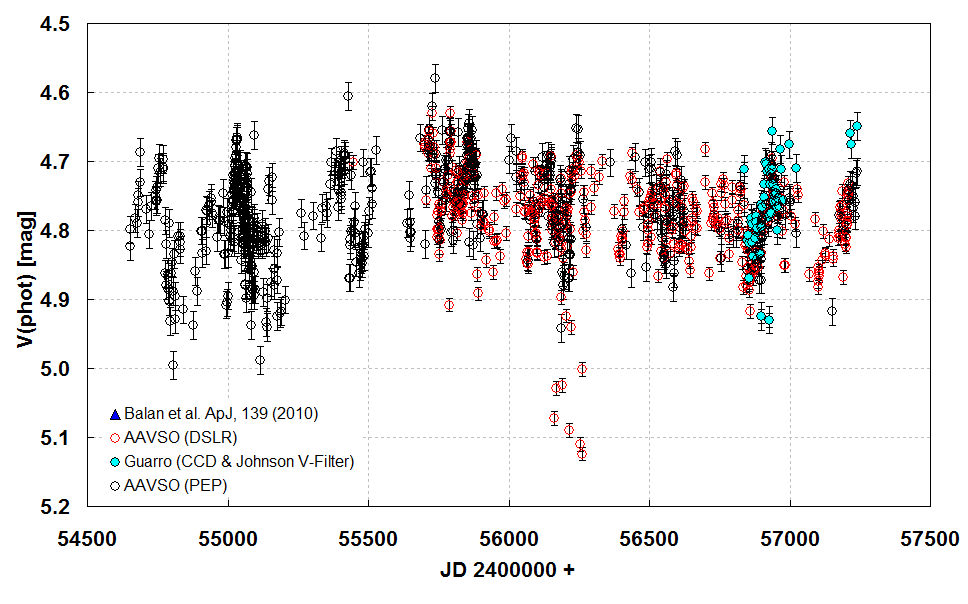 4.5
4.6
4.7
4.8
4.9
5.0
5.1
5.2
V(phot) [mag]
Balan et al. ApJ, 139 (2010)
AAVSO (DSLR)
Guarro (CCD & Johnson V-Filter)
AAVSO (PEP)
54500 55000 55500 56000 56500 57000 57500
JD 2400000 +